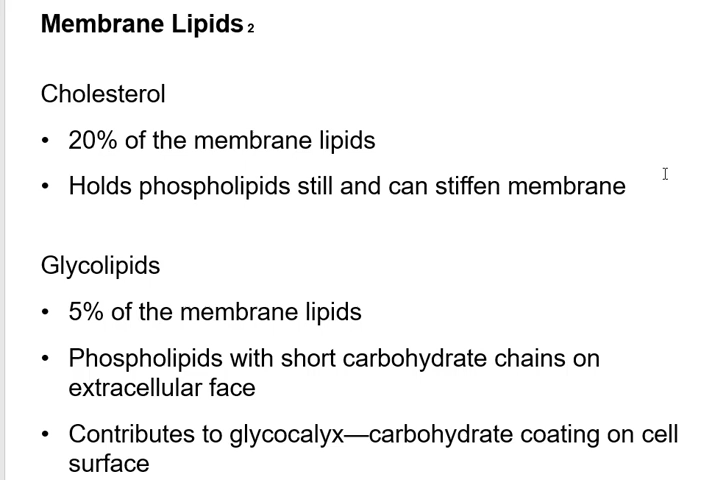 Membrane Lipids 2
Cholesterol
• 20% of the membrane lipids
• Holds phospholipids still and can stiffen membrane
Glycolipids
• 5% of the membrane lipids
• Phospholipids with short carbohydrate chains on
extracellular face
• Contributes to glycocalyx—carbohydrate coating on cell
surface